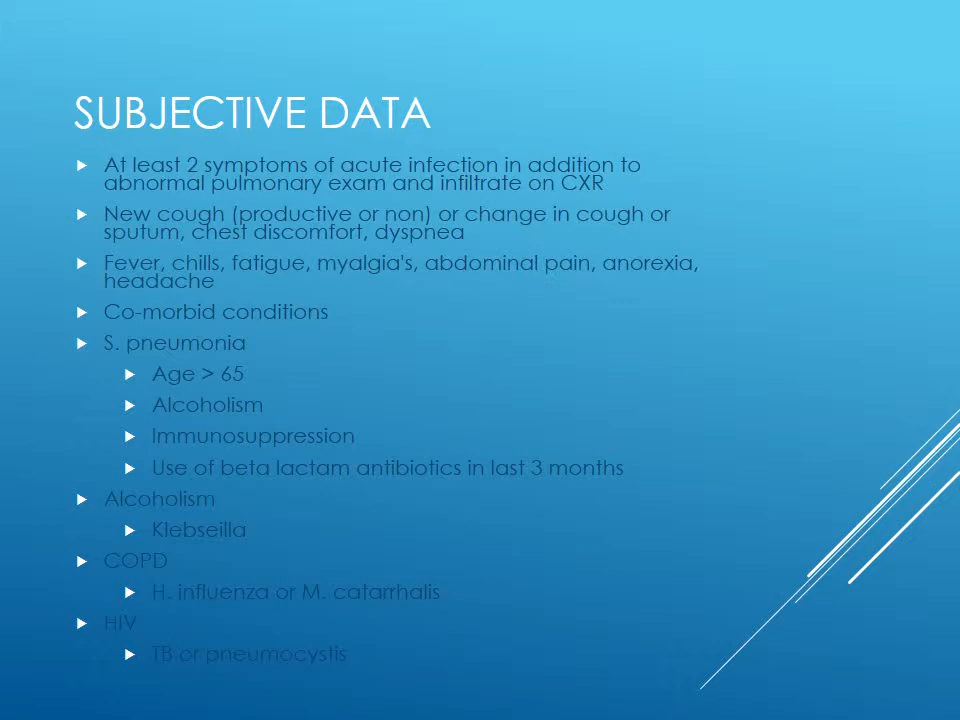 SUBJECTIVE DATA
At least 2 symptoms of acute infection in addition to
abnormal pulmonary exam and infiltrate on CXR
New cough (productive or non) or change in cough or
sputum, chest discomfort, dyspnea
Fever, chills, fatigue, myalgia's, abdominal pain, anorexia,
headache
Co-morbid conditions
S. pneumonia
Age > 65
Alcoholism
Immunosuppression
Use of beta lactam antibiotics in last 3 months
Alcoholism
Klebseilla
COPD
H. influenza or M. catarrhalis
HIV
TB or pneumocystis